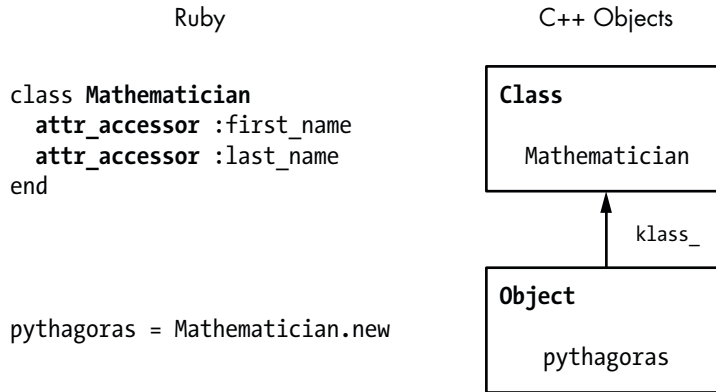 Ruby
C++ Objects
class Mathematician
  attr_accessor :first_name
  attr_accessor :last_name
end
pythagoras = Mathematician.new
Class
Mathematician
klass_
Object
pythagoras